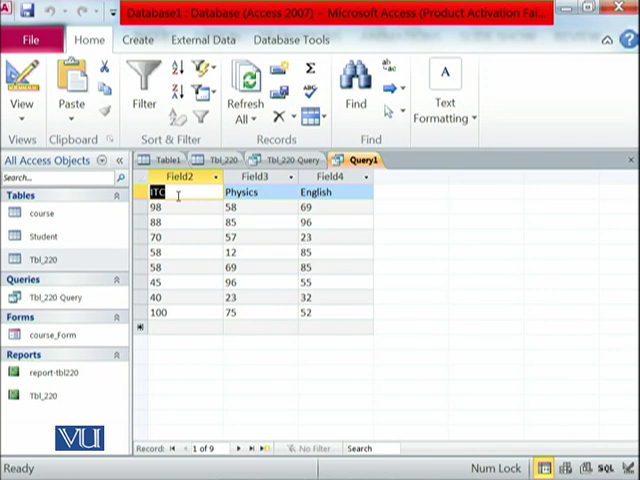 Database1 : Database (Access 2007) - Microsoft Access (Product Activation Fai...
File Home Create External Data Database Tools
View Paste Filter Refresh All Find Text Formatting
Views Clipboard Sort & Filter Records Find
All Access Objects
Search...
Tables
course
Student
Tbl_220
Queries
Tbl_220 Query
Forms
course_Form
Reports
report-tbl220
Tbl_220
VU
Table1 Tbl_220 Tbl_220 Query Query1
Field2 Field3 Field4
ITC Physics English
98 58 69
88 85 96
70 57 23
58 12 85
58 69 85
45 96 55
40 23 32
100 75 52
Record: 1 of 9 No Filter Search
Ready Num Lock SQL